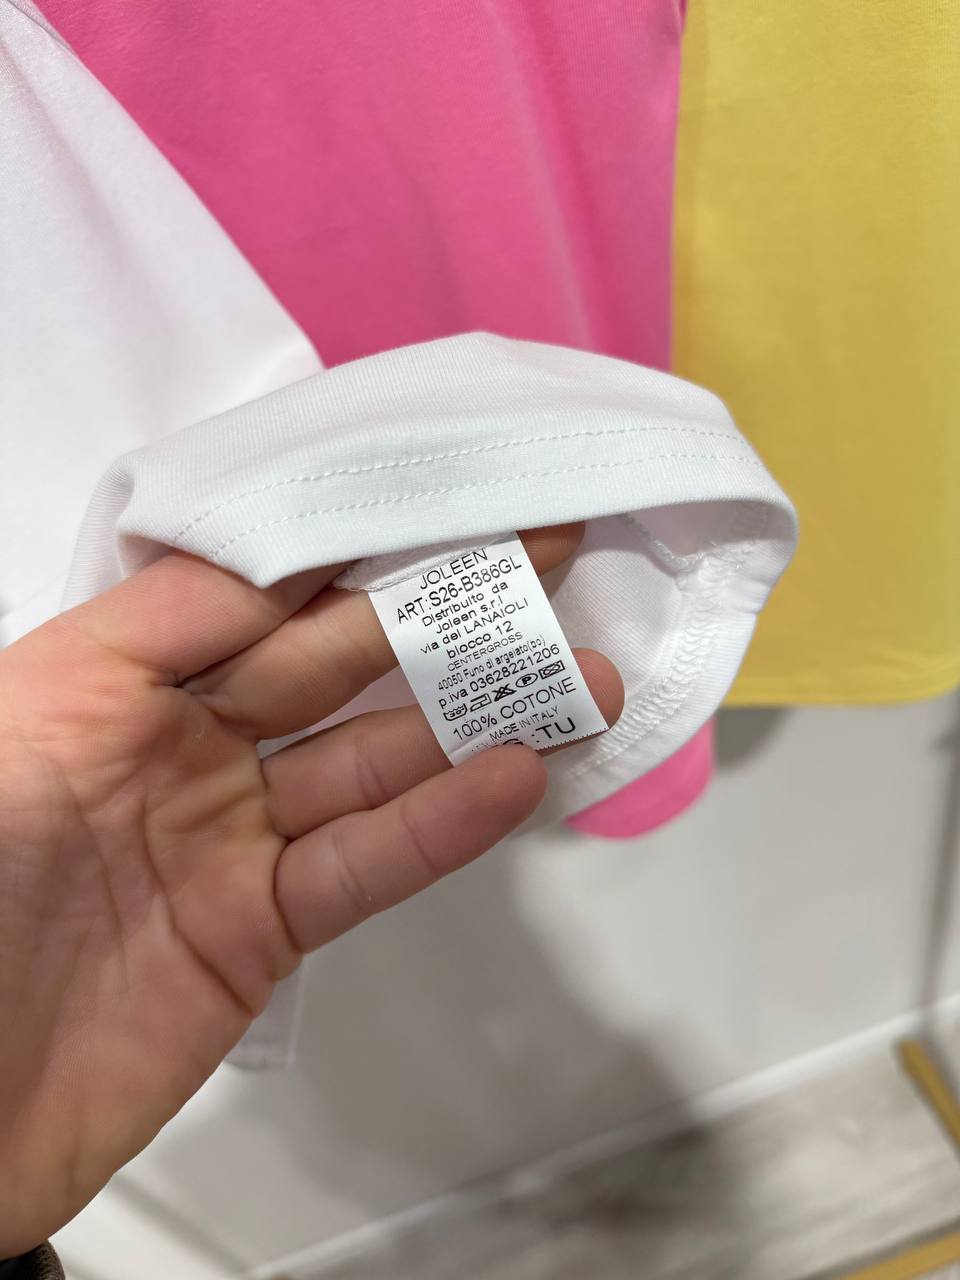 JOLEEN
ART:S26-B386GL
Distribuito da
Joleen s.r.l
via dei LANAIOLI
blocco 12
CENTERGROSS
40050 Funo di argelato(bo)
p.iva 03628221206
P
100% COTONE
MADE IN ITALY
:TU